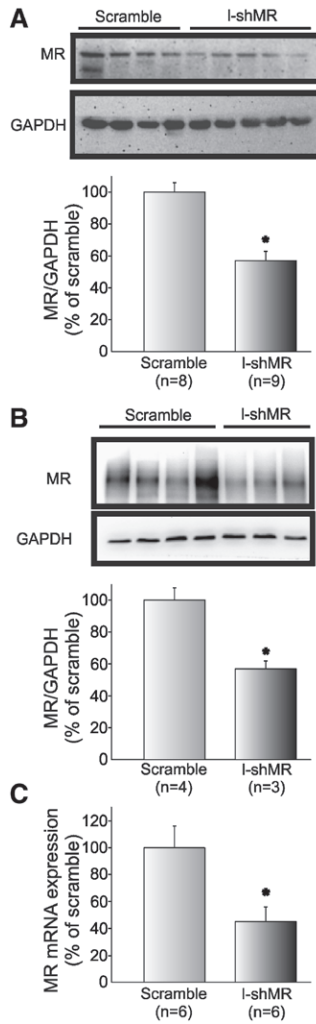 A
Scramble l-shMR
MR
GAPDH
MR/GAPDH
(% of scramble)
100
80
60
40
20
0
*
Scramble l-shMR
(n=8) (n=9)
B
Scramble l-shMR
MR
GAPDH
MR/GAPDH
(% of scramble)
100
80
60
40
20
0
*
Scramble l-shMR
(n=4) (n=3)
C
MR mRNA expression
(% of scramble)
120
100
80
60
40
20
0
*
Scramble l-shMR
(n=6) (n=6)